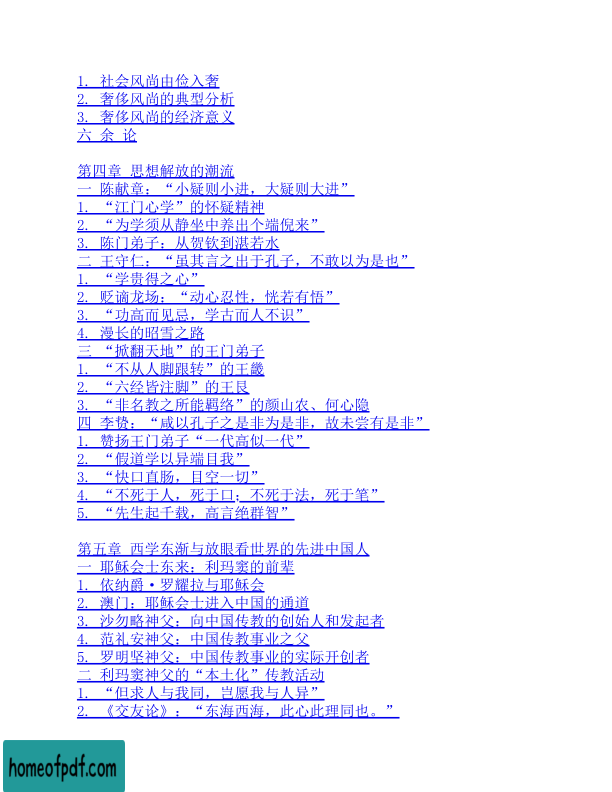 1. 社会风尚由俭入奢
2. 奢侈风尚的典型分析
3. 奢侈风尚的经济意义
六 余 论
第四章 思想解放的潮流
一 陈献章：“小疑则小进，大疑则大进”
1. “江门心学”的怀疑精神
2. “为学须从静坐中养出个端倪来”
3. 陈门弟子：从贺钦到湛若水
二 王守仁：“虽其言之出于孔子，不敢以为是也”
1. “学贵得之心”
2. 贬谪龙场：“动心忍性，恍若有悟”
3. “功高而见忌，学古而人不识”
4. 漫长的昭雪之路
三 “掀翻天地”的王门弟子
1. “不从人脚跟转”的王畿
2. “六经皆注脚”的王艮
3. “非名教之所能羁络”的颜山农、何心隐
四 李贽：“咸以孔子之是非为是非，故未尝有是非”
1. 赞扬王门弟子“一代高似一代”
2. “假道学以异端目我”
3. “快口直肠，目空一切”
4. “不死于人，死于口；不死于法，死于笔”
5. “先生起千载，高言绝群智”
第五章 西学东渐与放眼看世界的先进中国人
一 耶稣会士东来：利玛窦的前辈
1. 依纳爵·罗耀拉与耶稣会
2. 澳门：耶稣会士进入中国的通道
3. 沙勿略神父：向中国传教的创始人和发起者
4. 范礼安神父：中国传教事业之父
5. 罗明坚神父：中国传教事业的实际开创者
二 利玛窦神父的“本土化”传教活动
1. “但求人与我同，岂愿我与人异”
2. 《交友论》：“东海西海，此心此理同也。”
homeofpdf.com